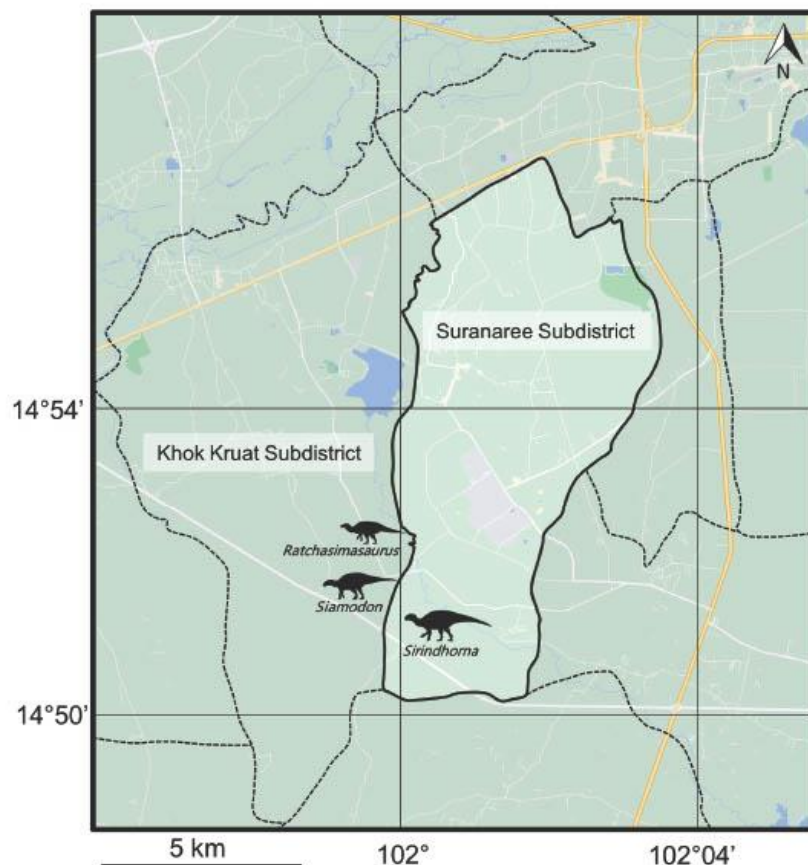 N
Suranaree Subdistrict
14°54'
Khok Kruat Subdistrict
Ratchasimasaurus
Siamodon
Sirindhorna
14°50'
5 km
102°
102°04'